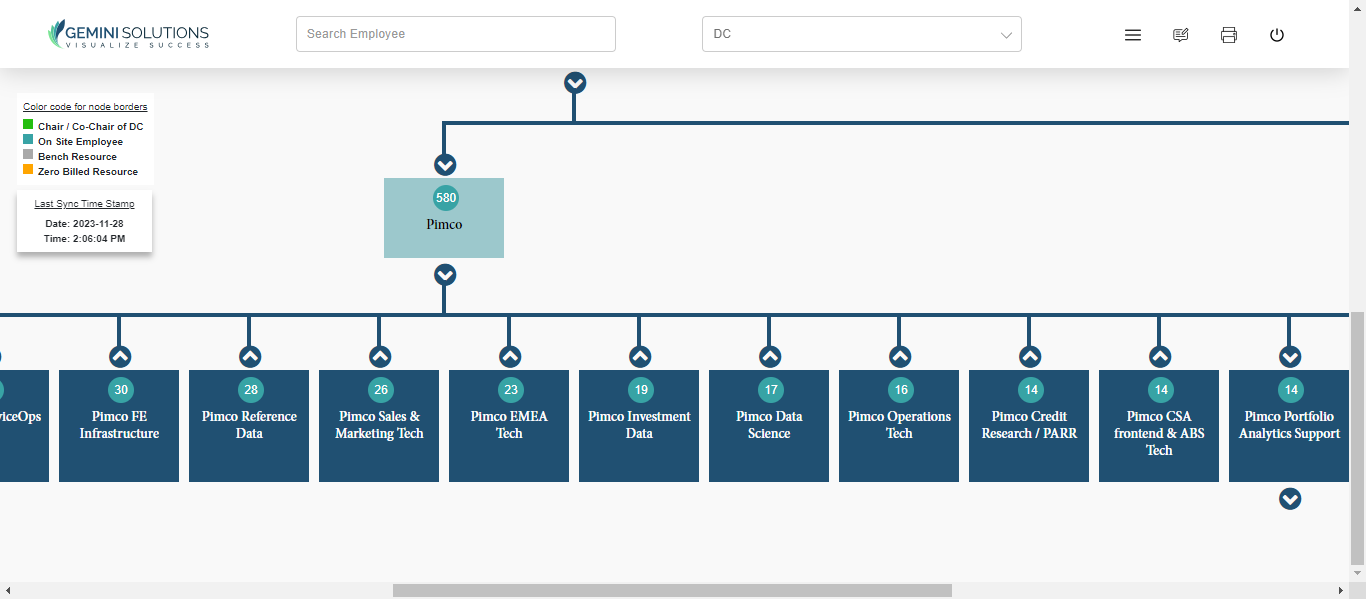 GEMINI SOLUTIONS
VISUALIZE SUCCESS
Search Employee
DC
Color code for node borders
Chair / Co-Chair of DC
On Site Employee
Bench Resource
Zero Billed Resource
Last Sync Time Stamp
Date: 2023-11-28
Time: 2:06:04 PM
580
Pimco
viceOps
30
Pimco FE
Infrastructure
28
Pimco Reference
Data
26
Pimco Sales &
Marketing Tech
23
Pimco EMEA
Tech
19
Pimco Investment
Data
17
Pimco Data
Science
16
Pimco Operations
Tech
14
Pimco Credit
Research / PARR
14
Pimco CSA
frontend & ABS
Tech
14
Pimco Portfolio
Analytics Support